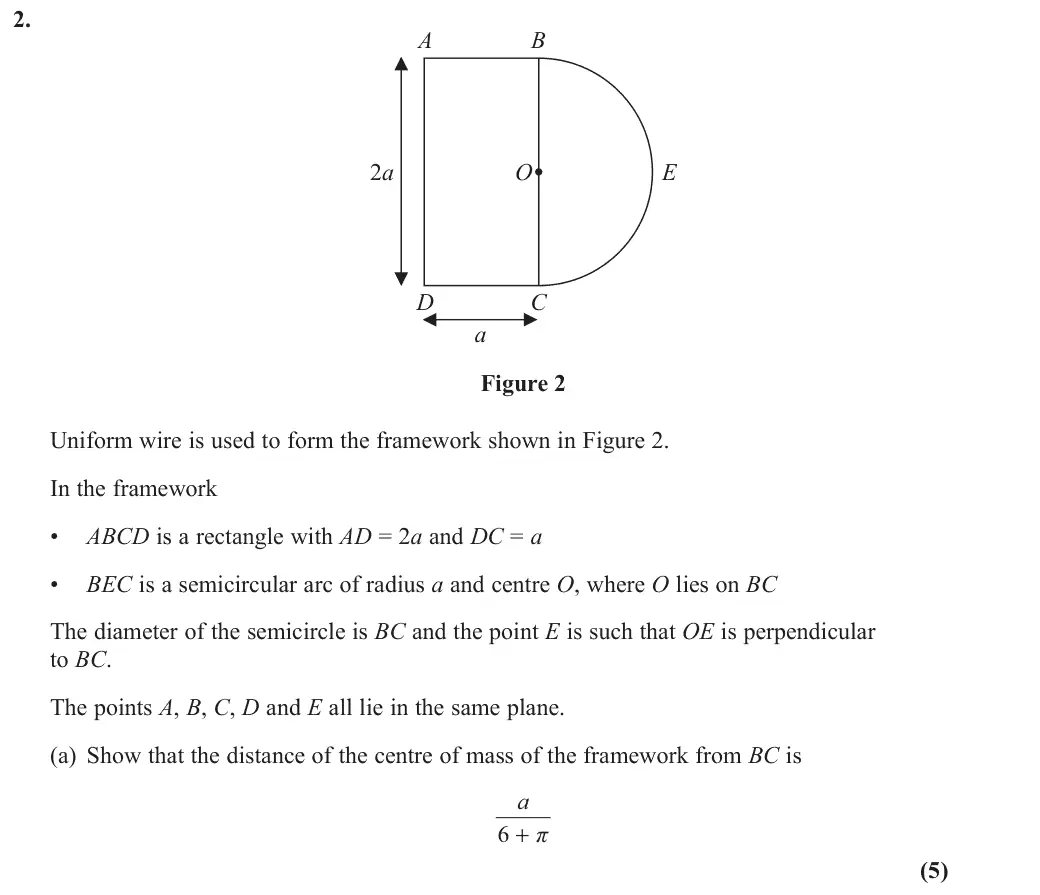 2.
A
B
2a
O
E
D
C
a
Figure 2
Uniform wire is used to form the framework shown in Figure 2.
In the framework
• ABCD is a rectangle with AD = 2a and DC = a
• BEC is a semicircular arc of radius a and centre O, where O lies on BC
The diameter of the semicircle is BC and the point E is such that OE is perpendicular
to BC.
The points A, B, C, D and E all lie in the same plane.
(a) Show that the distance of the centre of mass of the framework from BC is
a
6 + π
(5)